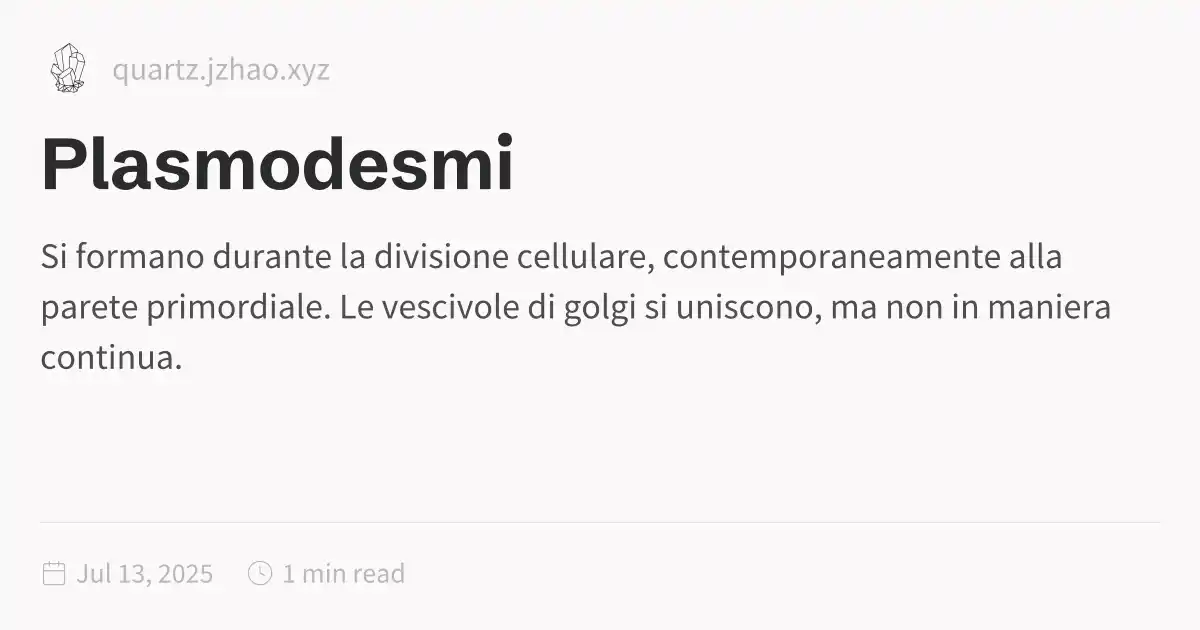 quartz.jzhao.xyz
Plasmodesmi
Si formano durante la divisione cellulare, contemporaneamente alla
parete primordiale. Le vescivole di golgi si uniscono, ma non in maniera
continua.
Jul 13, 2025 1 min read